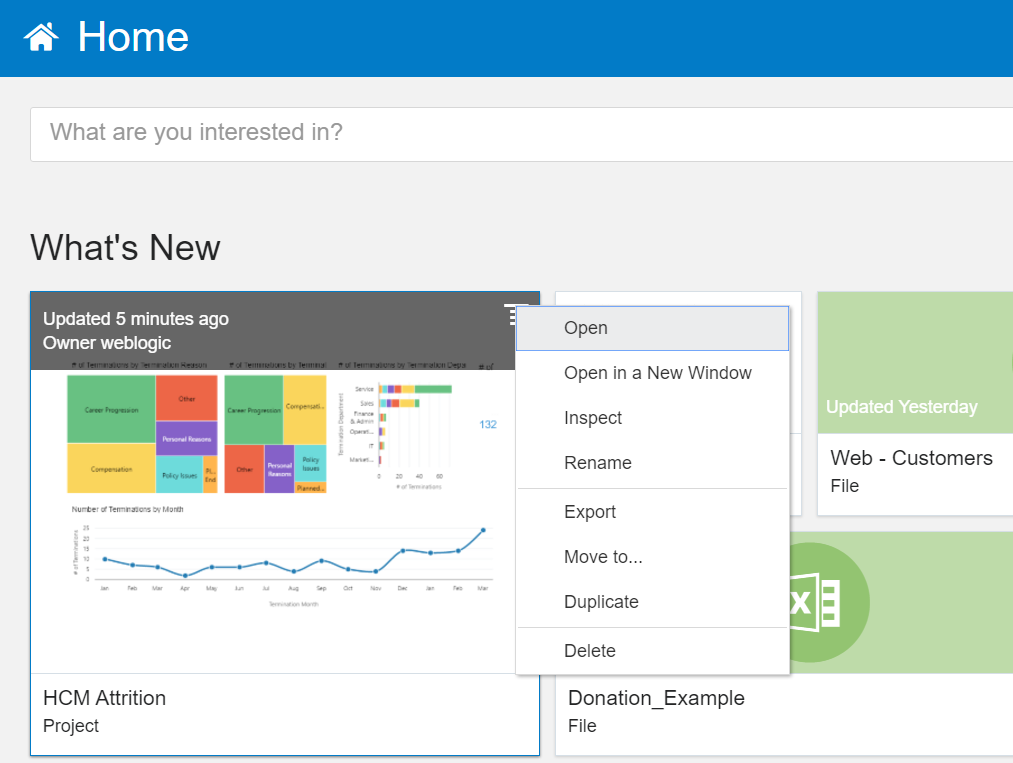 Home
What are you interested in?
What's New
Updated 5 minutes ago
Owner weblogic
# of Terminations by Termination Reason
# of Terminations by Terminat
# of Terminations by Termination Depa
# of
Career Progression
Other
Personal Reasons
Compensation
Policy Issues
PL...
End
Career Progression
Compensati...
Other
Personal
Reasons
Policy
Issues
Planned...
Termination Department
Service
Sales
Finance
& Admin
Operati...
IT
Market...
0 20 40 60
# of Terminations
132
Number of Terminations by Month
# of Terminations
25
20
15
10
5
0
Jan Feb Mar Apr May Jun Jul Aug Sep Oct Nov Dec Jan Feb Mar
Termination Month
HCM Attrition
Project
Open
Open in a New Window
Inspect
Rename
Export
Move to...
Duplicate
Delete
Updated Yesterday
Web - Customers
File
X
Donation_Example
File